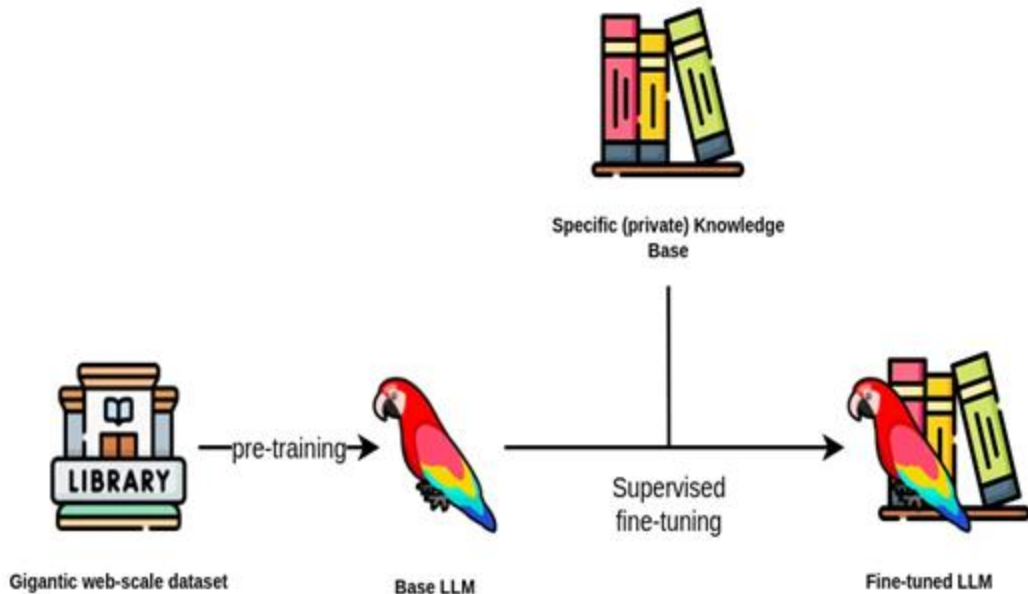 Specific (private) Knowledge
Base
LIBRARY
pre-training
Supervised
fine-tuning
Gigantic web-scale dataset
Base LLM
Fine-tuned LLM